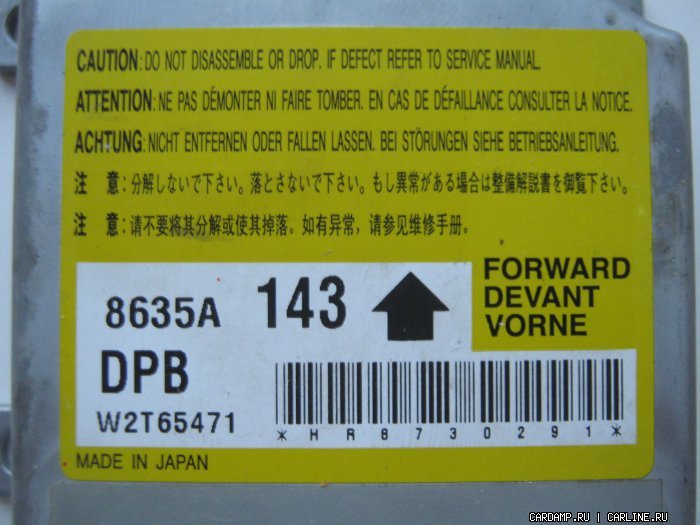 CAUTION: DO NOT DISASSEMBLE OR DROP. IF DEFECT REFER TO SERVICE MANUAL.
ATTENTION: NE PAS DÉMONTER NI FAIRE TOMBER. EN CAS DE DÉFAILLANCE CONSULTER LA NOTICE.
ACHTUNG: NICHT ENTFERNEN ODER FALLEN LASSEN. BEI STÖRUNGEN SIEHE BETRIEBSANLEITUNG.
注 意:分解しないで下さい。落とさないで下さい。もし異常がある場合は整備解説書を御覧下さい。
注 意:请不要将其分解或使其掉落。如有异常,请参见维修手册。
FORWARD
DEVANT
VORNE
8635A 143
DPB
W2T65471
*HR8730291*
MADE IN JAPAN
CARDAMP.RU | CARLINE.RU